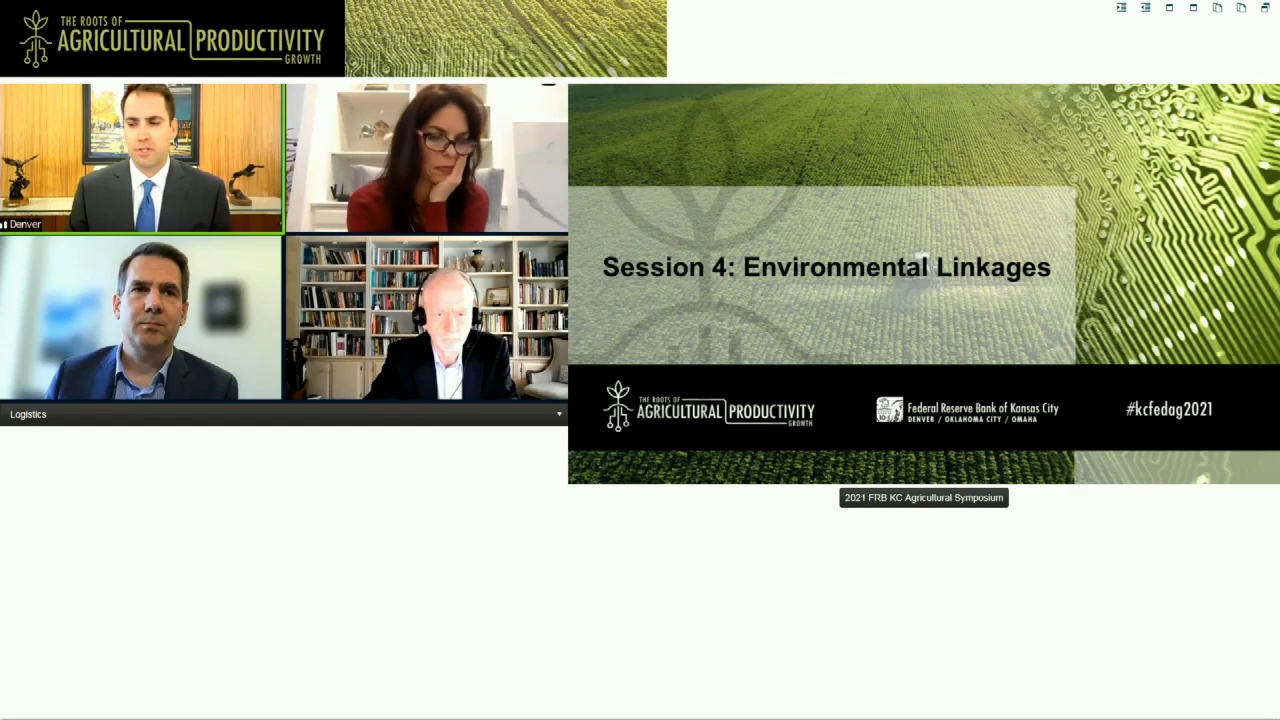 THE ROOTS OF
AGRICULTURAL PRODUCTIVITY
GROWTH
Denver
Logistics
Session 4: Environmental Linkages
THE ROOTS OF
AGRICULTURAL PRODUCTIVITY
GROWTH
Federal Reserve Bank of Kansas City
DENVER / OKLAHOMA CITY / OMAHA
#kcfedag2021
2021 FRB KC Agricultural Symposium